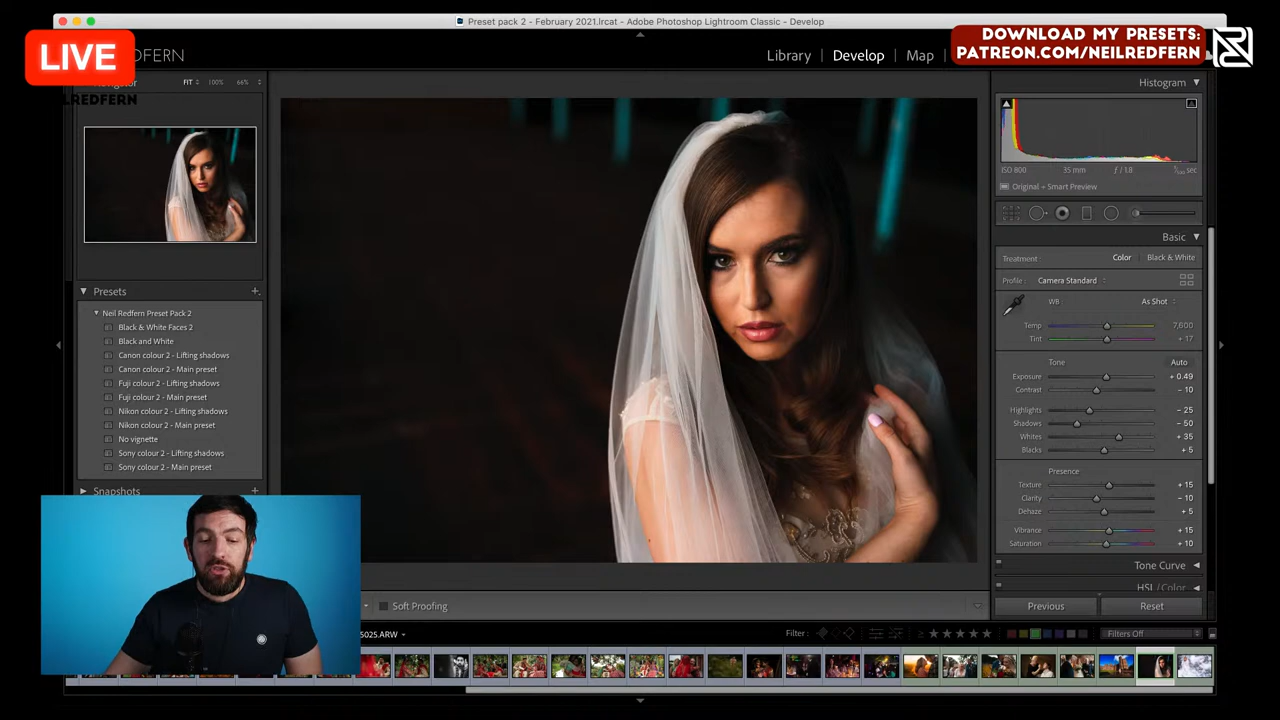 Preset pack 2 - February 2021.lrcat - Adobe Photoshop Lightroom Classic - Develop
LIVE
REDFERN
Library | Develop | Map |
DOWNLOAD MY PRESETS:
PATREON.COM/NEILREDFERN
Navigator
FIT 100% 66%
LREDFERN
Presets
Neil Redfern Preset Pack 2
Black & White Faces 2
Black and White
Canon colour 2 - Lifting shadows
Canon colour 2 - Main preset
Fuji colour 2 - Lifting shadows
Fuji colour 2 - Main preset
Nikon colour 2 - Lifting shadows
Nikon colour 2 - Main preset
No vignette
Sony colour 2 - Lifting shadows
Sony colour 2 - Main preset
Snapshots
Histogram
ISO 800 35 mm ƒ / 1.8
Original + Smart Preview
Basic
Treatment: Color Black & White
Profile: Camera Standard
WB: As Shot
Temp 7,600
Tint + 17
Tone Auto
Exposure + 0.49
Contrast - 10
Highlights - 25
Shadows - 50
Whites + 35
Blacks + 5
Presence
Texture + 15
Clarity - 10
Dehaze + 5
Vibrance + 15
Saturation + 10
Tone Curve
HSL / Color
Previous Reset
Soft Proofing
5025.ARW
Filter: Filters Off